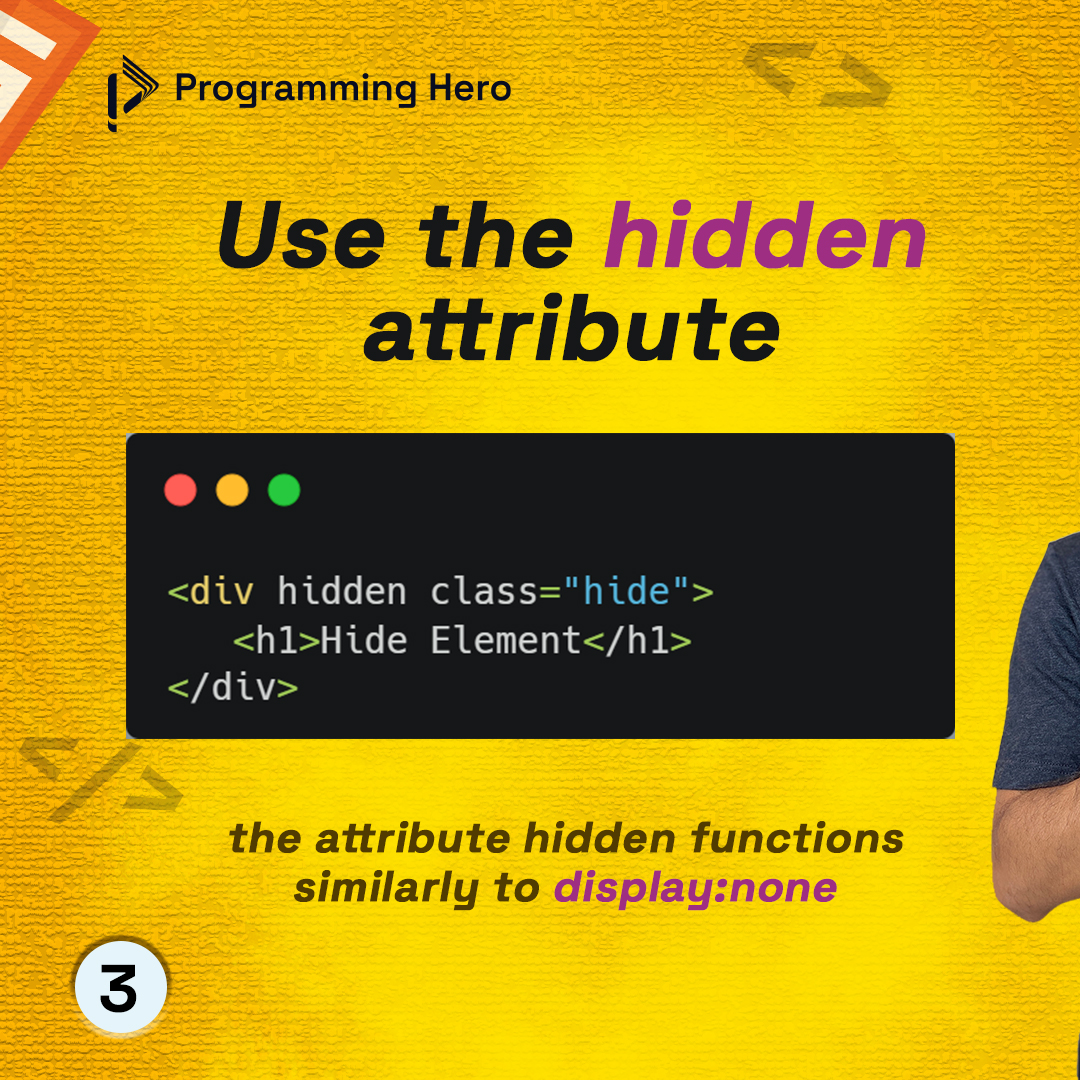 Programming Hero
</>
Use the hidden
attribute
<div hidden class="hide">
<h1>Hide Element</h1>
</div>
</>
the attribute hidden functions
similarly to display:none
3